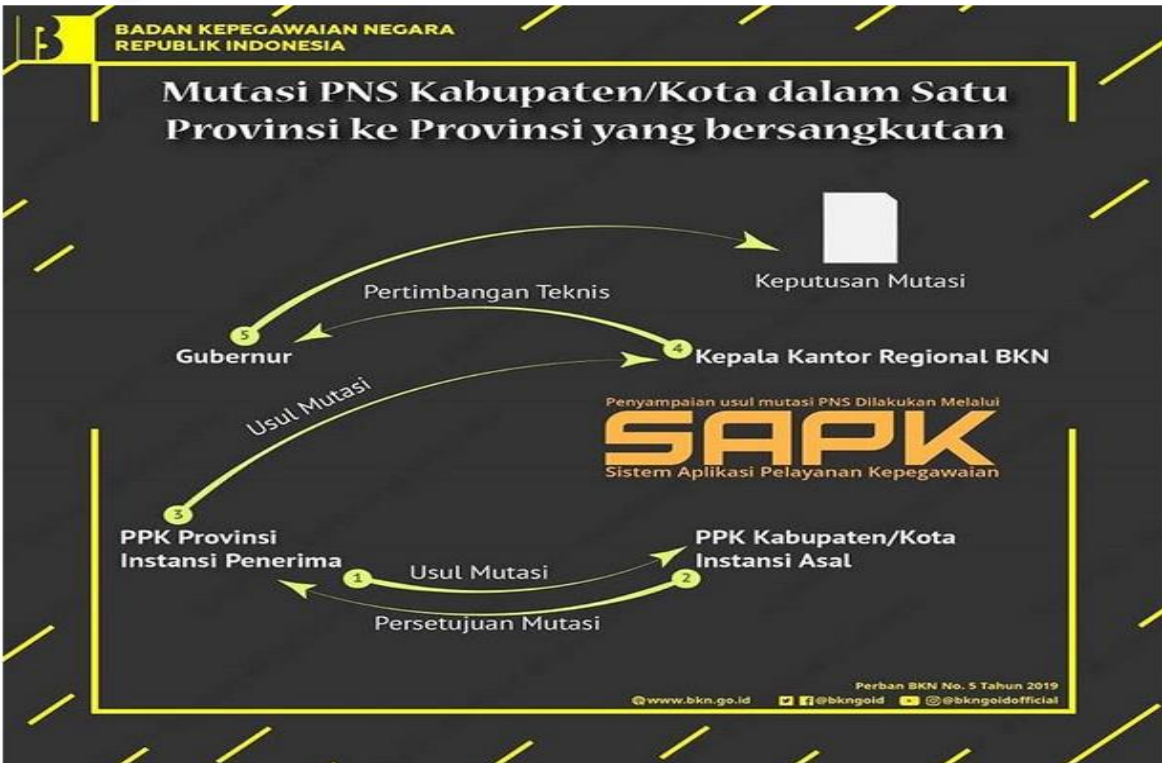 BADAN KEPEGAWAIAN NEGARA
REPUBLIK INDONESIA
Mutasi PNS Kabupaten/Kota dalam Satu
Provinsi ke Provinsi yang bersangkutan
Keputusan Mutasi
Pertimbangan Teknis
5
Gubernur
4
Kepala Kantor Regional BKN
Usul Mutasi
Penyampaian usul mutasi PNS Dilakukan Melalui
SAPK
Sistem Aplikasi Pelayanan Kepegawaian
3
PPK Provinsi
Instansi Penerima
PPK Kabupaten/Kota
Instansi Asal
1
Usul Mutasi
2
Persetujuan Mutasi
Perban BKN No. 5 Tahun 2019
www.bkn.go.id @bkngoid @bkngoidofficial